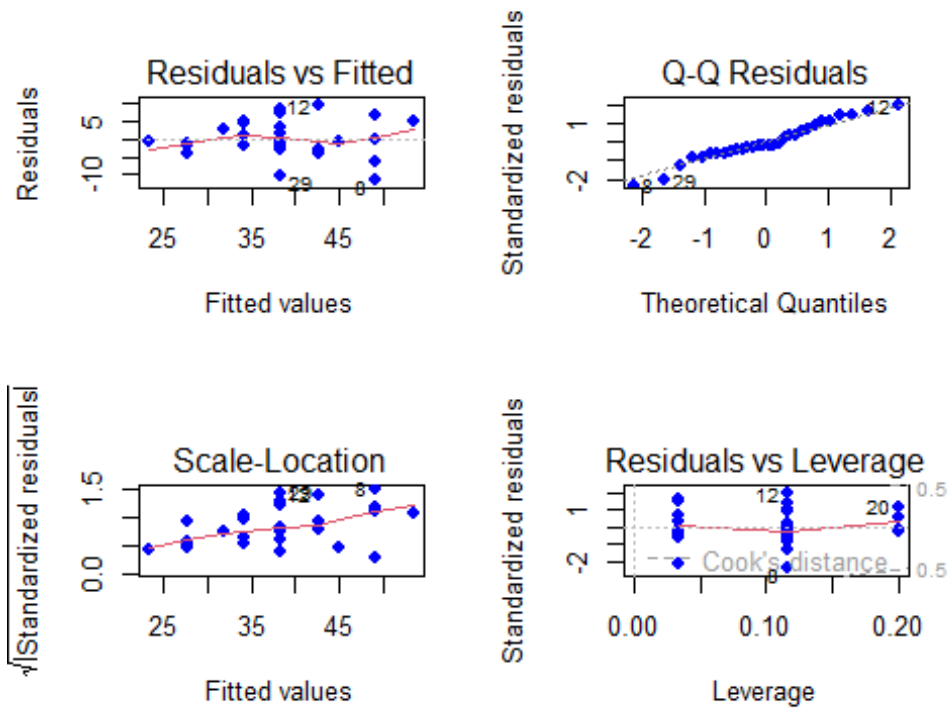 Residuals vs Fitted
Residuals
5
-10
12
29
8
25 35 45
Fitted values
Q-Q Residuals
Standardized residuals
1
-2
12
8
29
-2 -1 0 1 2
Theoretical Quantiles
Scale-Location
√|Standardized residuals|
1.5
0.0
8
25 35 45
Fitted values
Residuals vs Leverage
Standardized residuals
1
-2
12
20
8
0.5
Cook's distance
0.5
0.00 0.10 0.20
Leverage